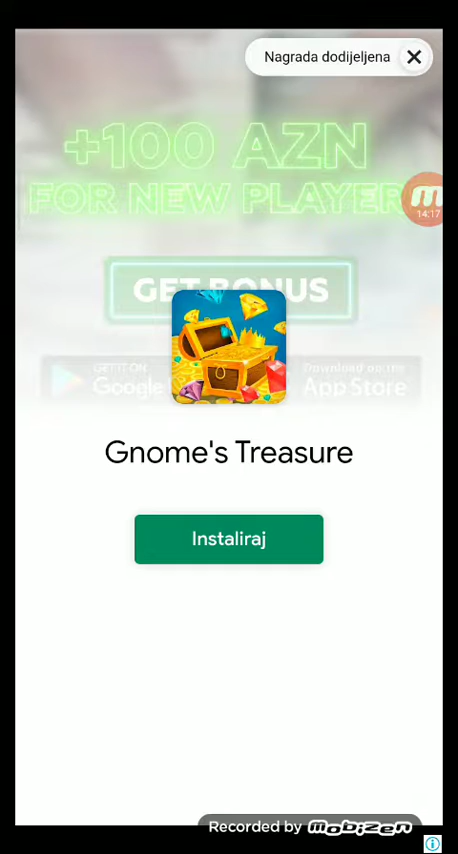 Nagrada dodijeljena
+100 AZN
FOR NEW PLAYER
14:17
GET BONUS
GET IT ON
Google
Download on the
App Store
Gnome's Treasure
Instaliraj
Recorded by mobizen